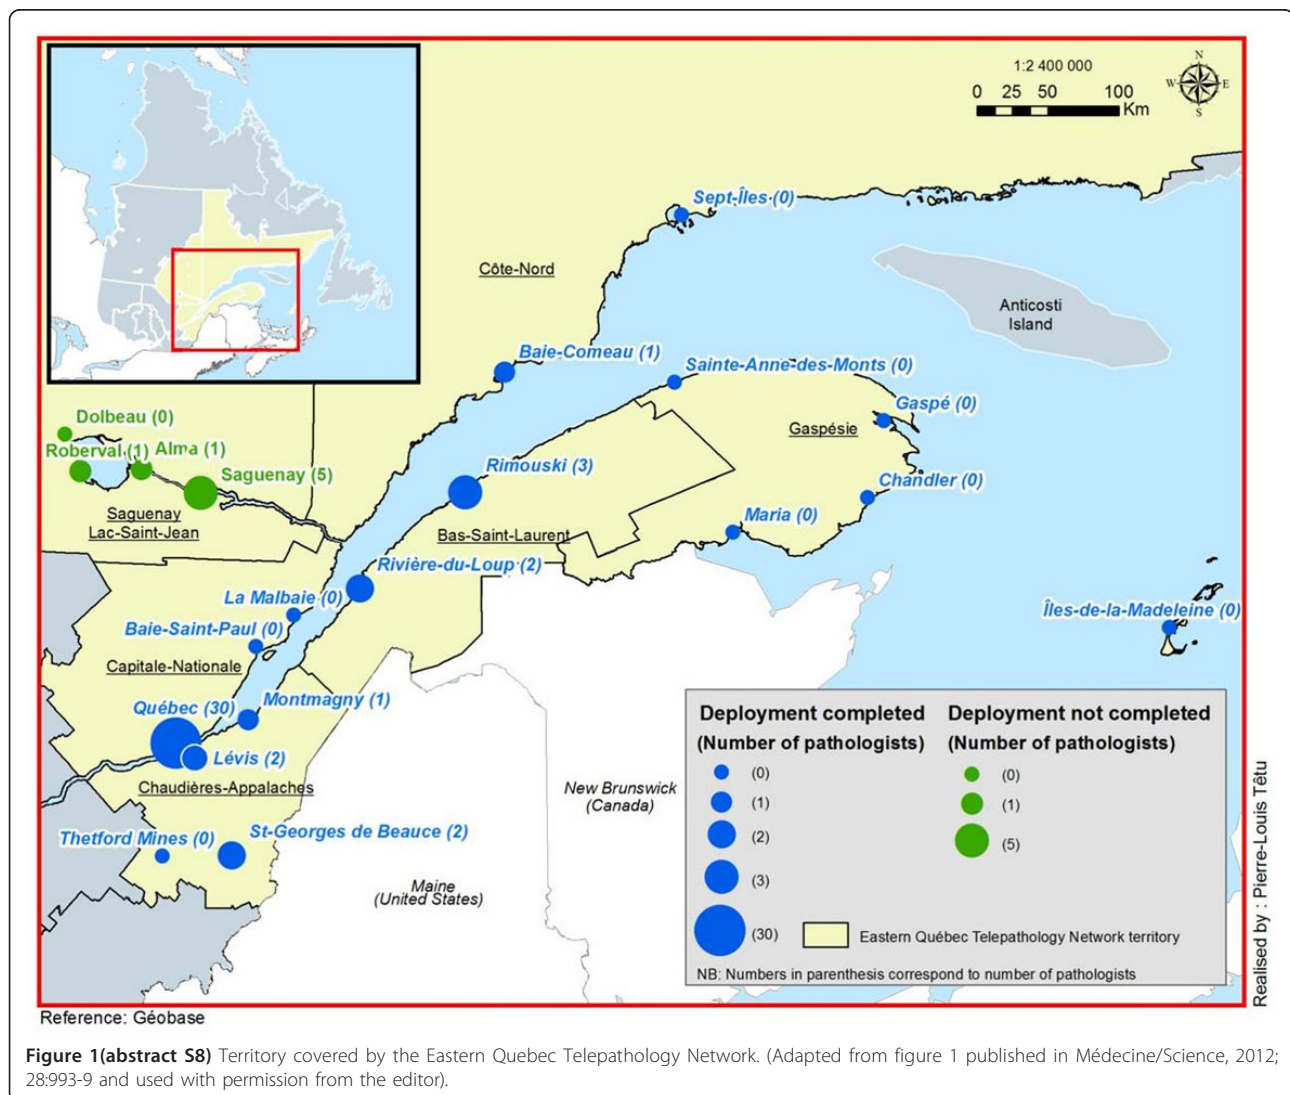 1:2 400 000
0 25 50 100
Km
N
W E
S
Sept-Îles (0)
Côte-Nord
Anticosti
Island
Baie-Comeau (1)
Sainte-Anne-des-Monts (0)
Dolbeau (0)
Gaspé (0)
Gaspésie
Roberval (1)
Alma (1)
Saguenay (5)
Rimouski (3)
Chandler (0)
Saguenay
Lac-Saint-Jean
Maria (0)
Bas-Saint-Laurent
Rivière-du-Loup (2)
La Malbaie (0)
Îles-de-la-Madeleine (0)
Baie-Saint-Paul (0)
Capitale-Nationale
Montmagny (1)
Québec (30)
Lévis (2)
Chaudières-Appalaches
New Brunswick
(Canada)
Thetford Mines (0)
St-Georges de Beauce (2)
Maine
(United States)
Deployment completed
(Number of pathologists)
(0)
(1)
(2)
(3)
(30)
Deployment not completed
(Number of pathologists)
(0)
(1)
(5)
Eastern Québec Telepathology Network territory
NB: Numbers in parenthesis correspond to number of pathologists
Realised by : Pierre-Louis Têtu
Reference: Géobase
Figure 1(abstract S8) Territory covered by the Eastern Quebec Telepathology Network. (Adapted from figure 1 published in Médecine/Science, 2012;
28:993-9 and used with permission from the editor).